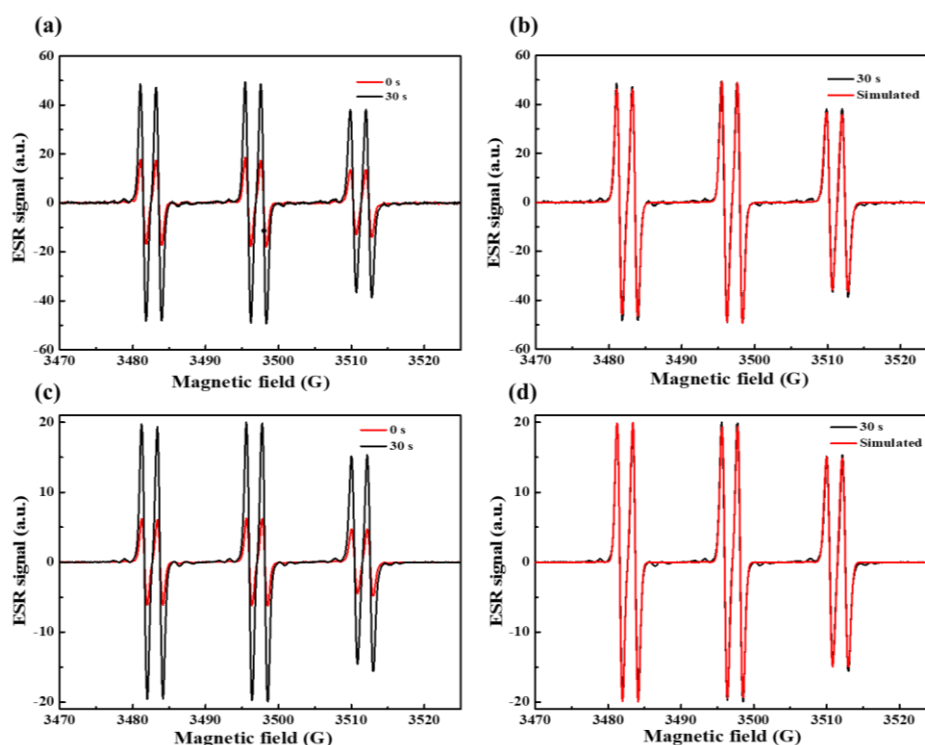 (a)
60
40
20
0
-20
-40
-60
ESR signal (a.u.)
0 s
30 s
3470 3480 3490 3500 3510 3520
Magnetic field (G)
(b)
60
40
20
0
-20
-40
-60
ESR signal (a.u.)
30 s
Simulated
3470 3480 3490 3500 3510 3520
Magnetic field (G)
(c)
20
10
0
-10
-20
ESR signal (a.u.)
0 s
30 s
3470 3480 3490 3500 3510 3520
Magnetic field (G)
(d)
20
10
0
-10
-20
ESR signal (a.u.)
30 s
Simulated
3470 3480 3490 3500 3510 3520
Magnetic field (G)